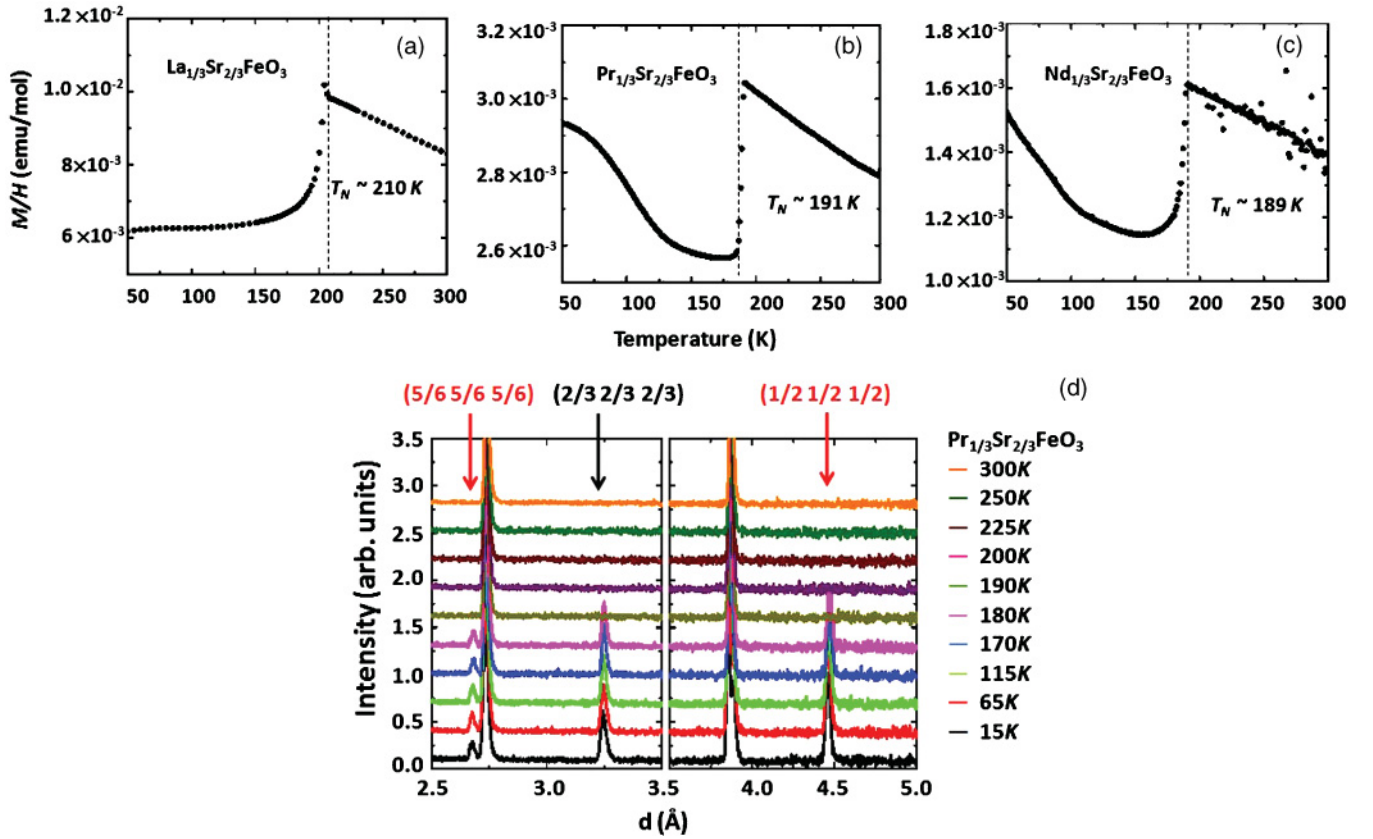 (a)
La1/3Sr2/3FeO3
TN ~ 210 K
M/H (emu/mol)
1.2×10-2
1.0×10-2
8×10-3
6×10-3
50 100 150 200 250 300
(b)
Pr1/3Sr2/3FeO3
TN ~ 191 K
3.2 ×10-3
3.0 ×10-3
2.8 ×10-3
2.6 ×10-3
50 100 150 200 250 300
(c)
Nd1/3Sr2/3FeO3
TN ~ 189 K
1.8 ×10-3
1.6 ×10-3
1.4 ×10-3
1.2 ×10-3
1.0 ×10-3
50 100 150 200 250 300
Temperature (K)
(d)
(5/6 5/6 5/6) (2/3 2/3 2/3) (1/2 1/2 1/2)
Intensity (arb. units)
3.5
3.0
2.5
2.0
1.5
1.0
0.5
0.0
2.5 3.0 3.5 4.0 4.5 5.0
d (Å)
Pr1/3Sr2/3FeO3
300K
250K
225K
200K
190K
180K
170K
115K
65K
15K